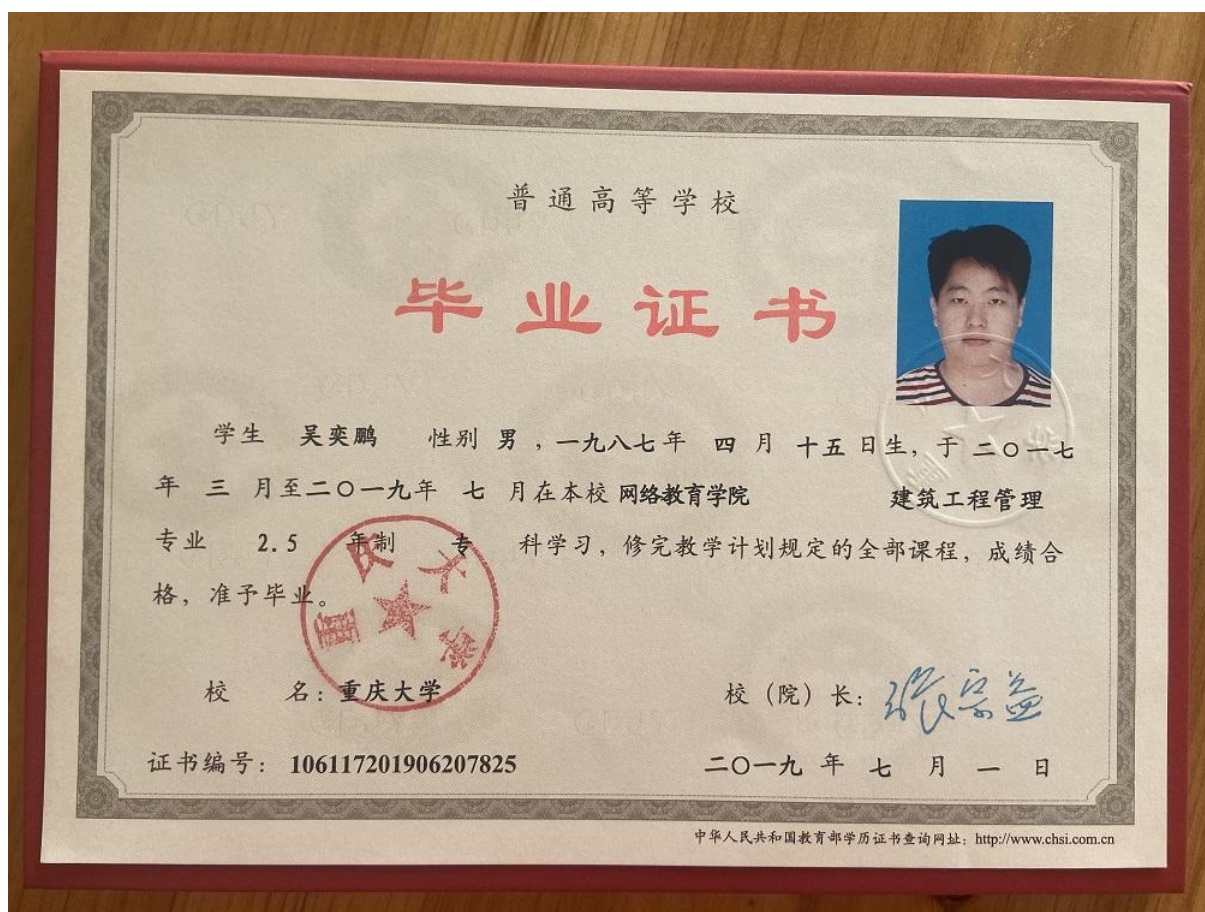 普通高等学校
毕业证书
学生 吴奕鹏 性别 男 ,一九八七年 四 月 十五 日生, 于 二〇一七
年 三 月至二〇一九年 七 月在本校 网络教育学院 建筑工程管理
专业 2.5 年制 专 科学习, 修完教学计划规定的全部课程, 成绩合
格, 准予毕业。
重庆大学
校 名: 重庆大学 校(院)长: 张宗益
证书编号: 106117201906207825 二〇一九 年 七 月 一 日
中华人民共和国教育部学历证书查询网址: http://www.chsi.com.cn